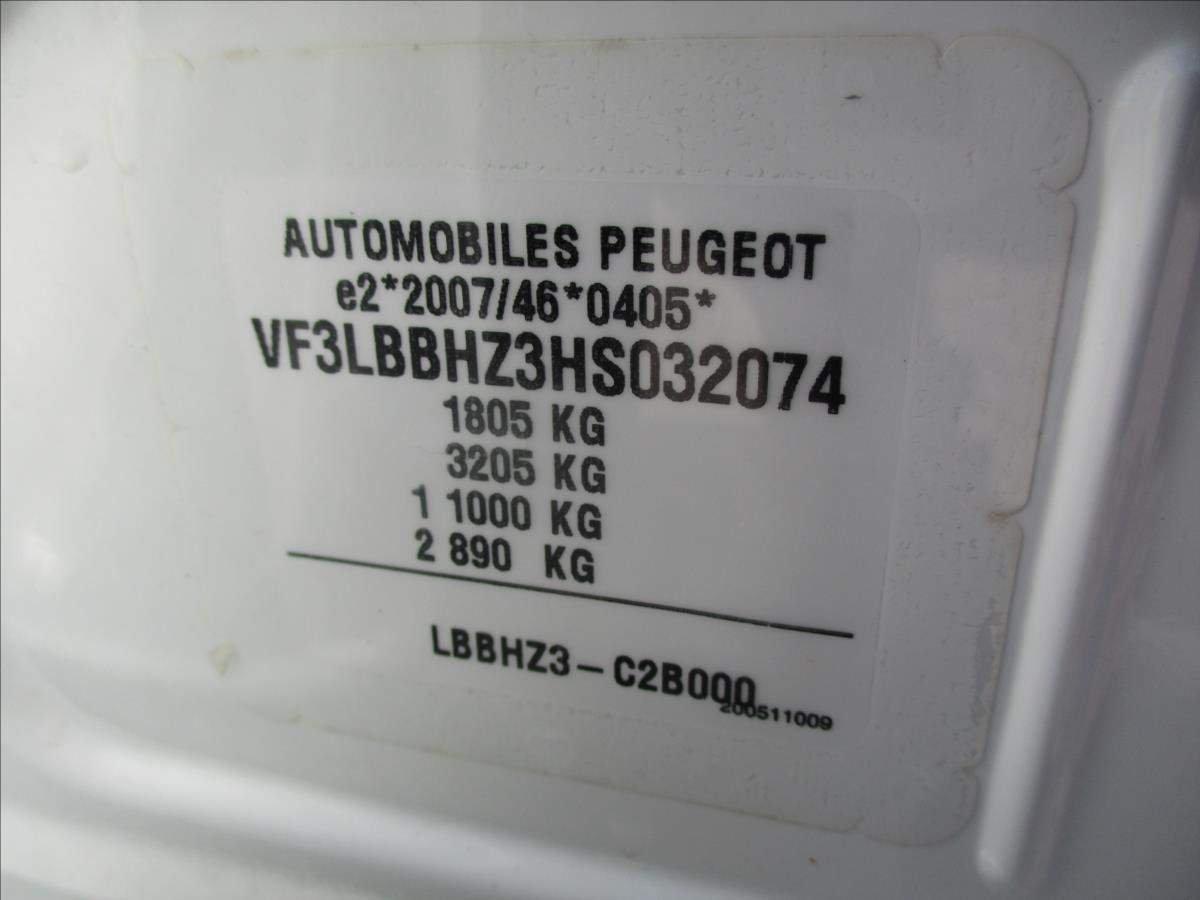 AUTOMOBILES PEUGEOT
e2*2007/46*0405*
VF3LBBHZ3HS032074
1805 KG
3205 KG
1 1000 KG
2 890 KG
LBBHZ3-C2B000
200511009